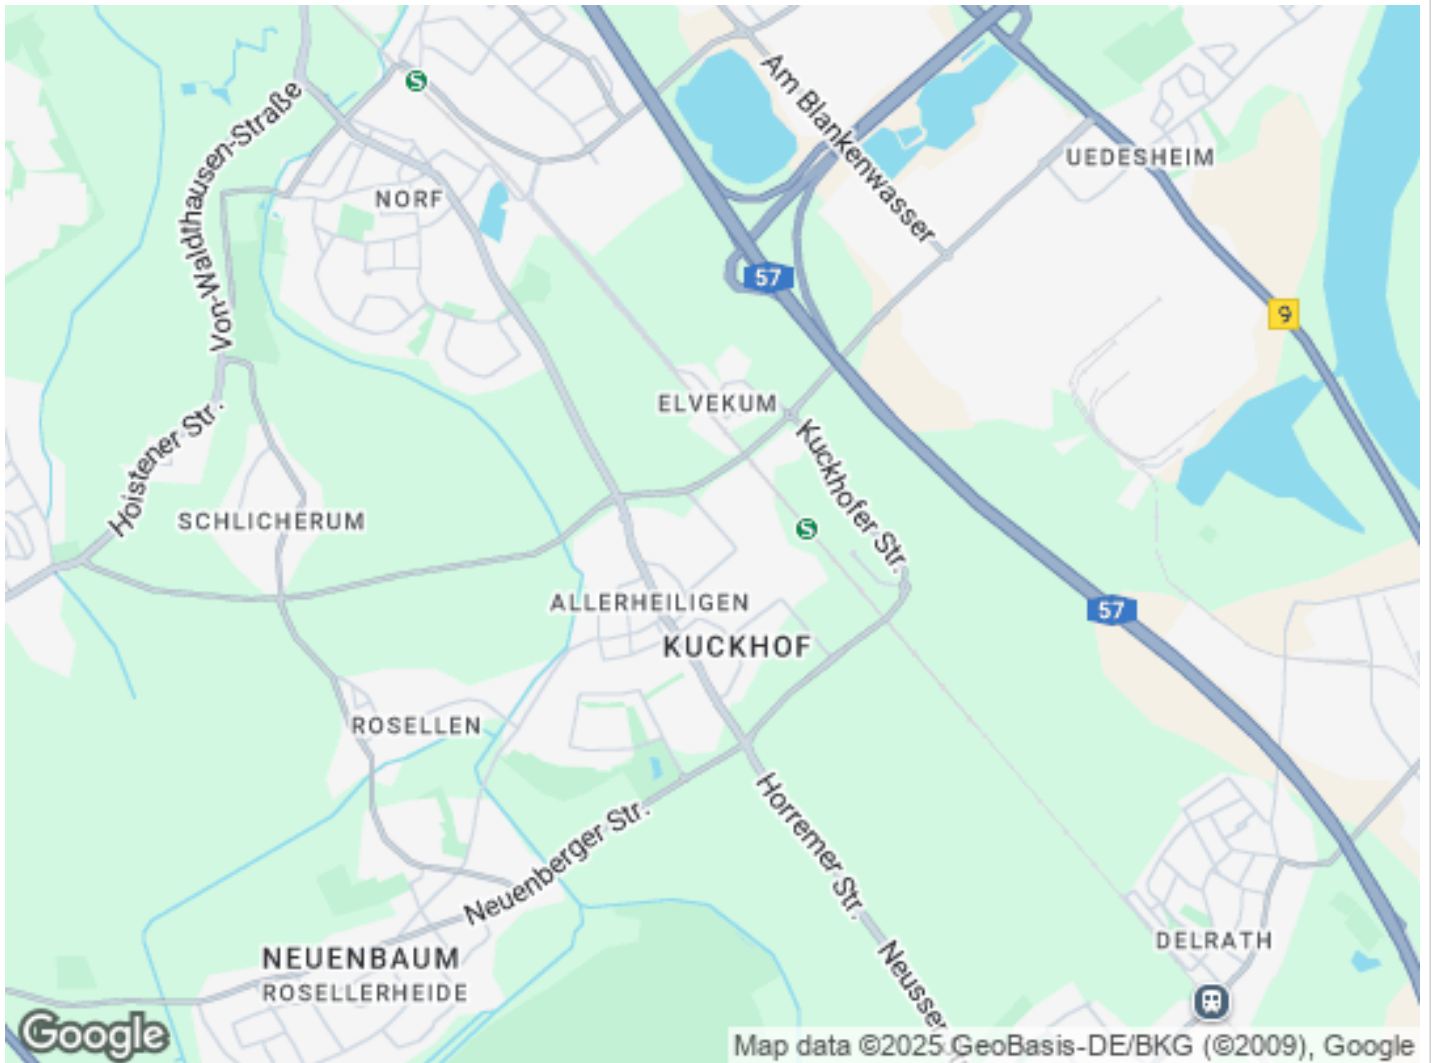 Am Blankenwasser
S
Von-Waldthausen-Straße
UEDESHEIM
NORF
57
9
ELVEKUM
Hoistener Str.
Kuckhofer Str.
SCHLICHERUM
S
ALLERHEILIGEN
57
KUCKHOF
ROSELLEN
Horremer Str.
Neuenberger Str.
DELRATH
NEUENBAUM
ROSELLERHEIDE
Neusser
Google
Map data ©2025 GeoBasis-DE/BKG (©2009), Google